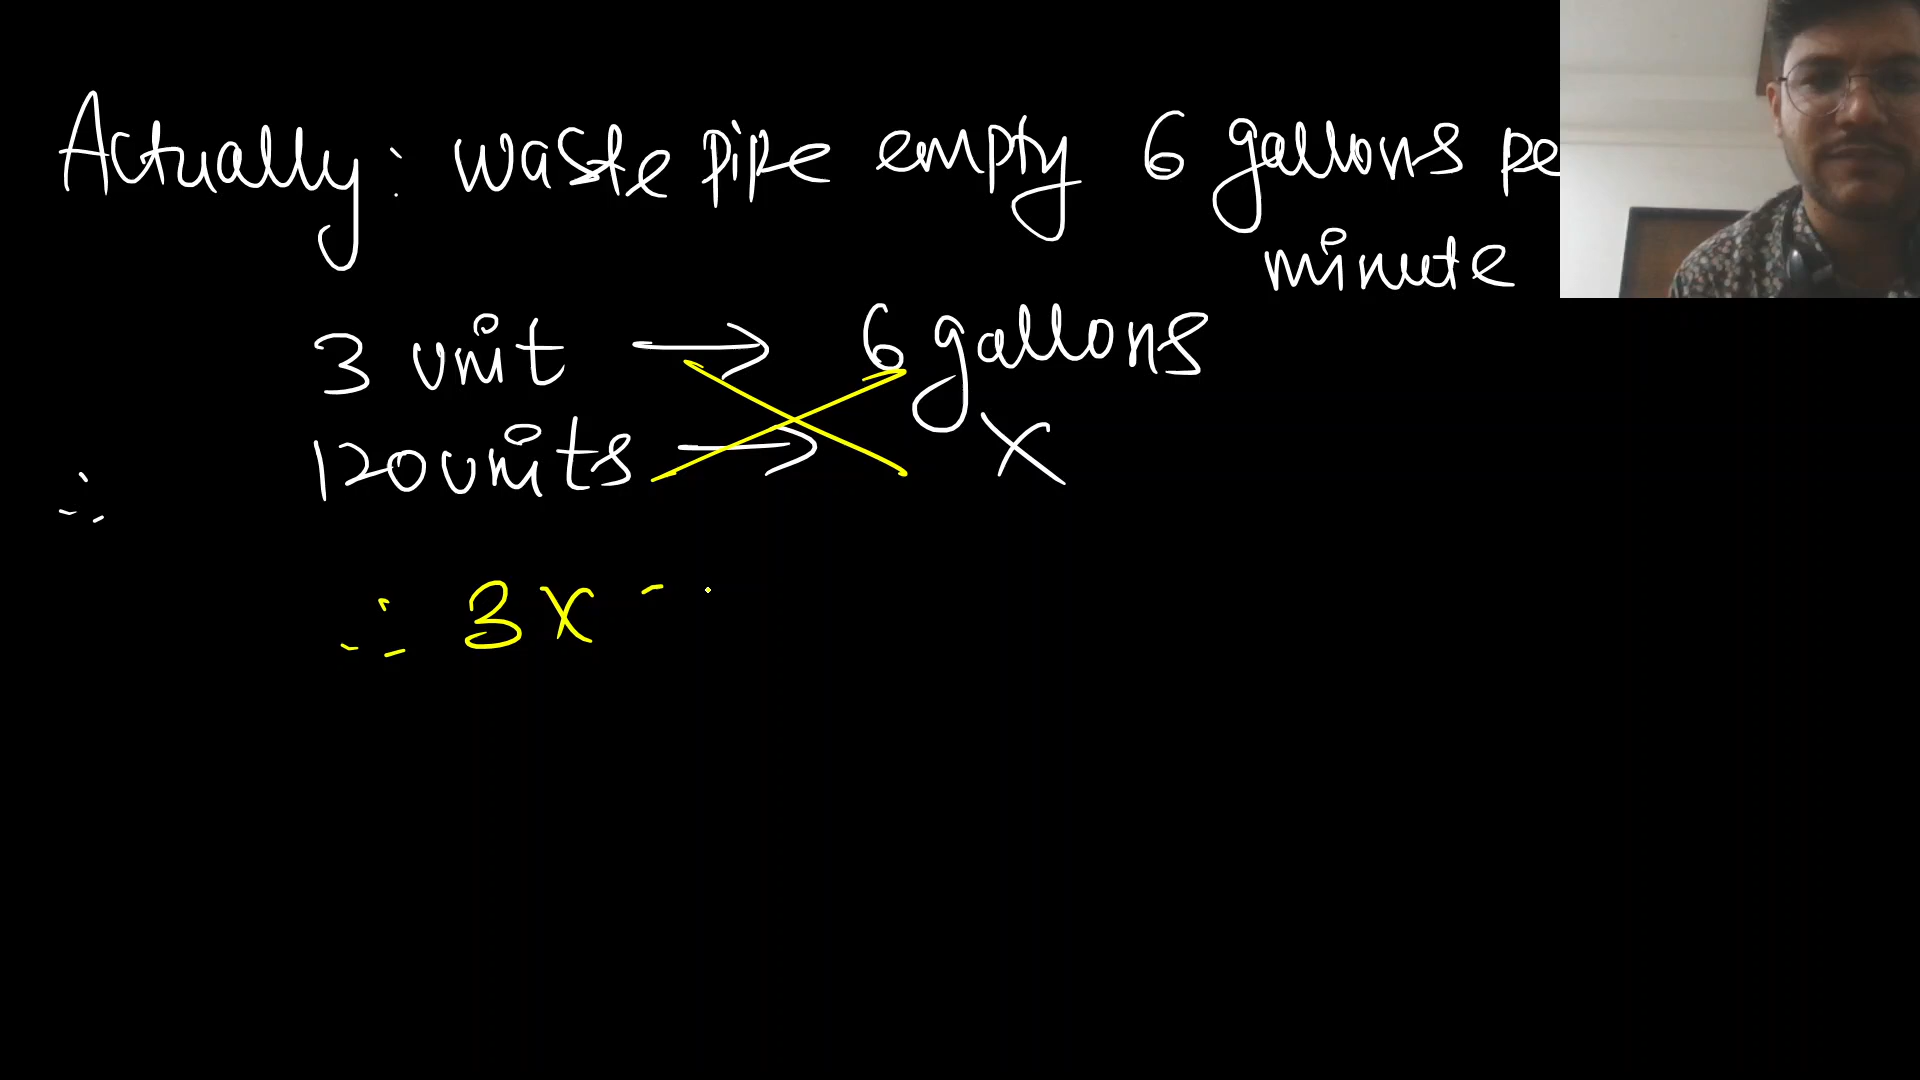 Actually: waste pipe empty 6 gallons pe
minute
3 unit → 6 gallons
120 units → x
∴
∴ 3x -